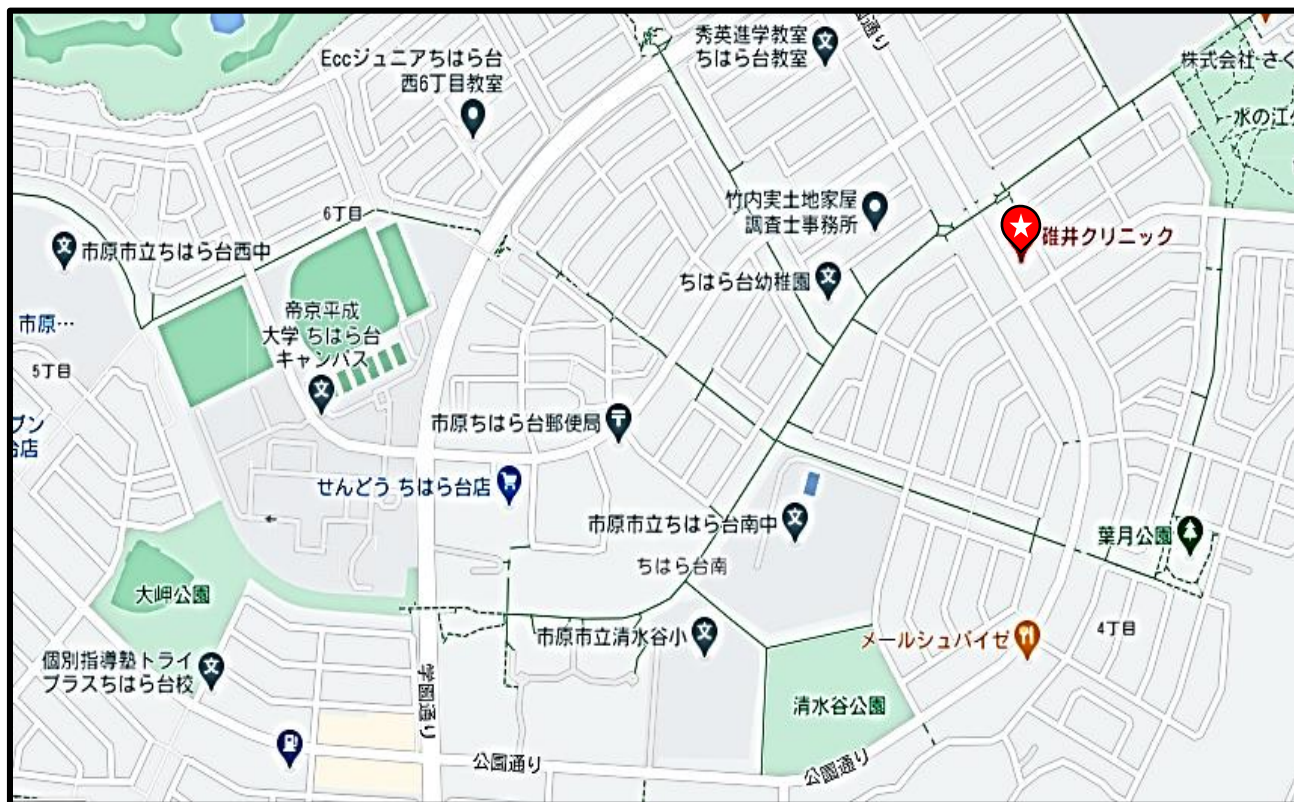 秀英進学教室
ちはら台教室
通り
Eccジュニアちはら台
西6丁目教室
株式会社 さく
水の江
6丁目
竹内実土地家屋
調査士事務所
碓井クリニック
市原市立ちはら台西中
ちはら台幼稚園
帝京平成
大学 ちはら台
キャンパス
市原…
5丁目
ブン
台店
市原ちはら台郵便局
せんどう ちはら台店
市原市立ちはら台南中
葉月公園
ちはら台南
大岬公園
市原市立清水谷小
メールシュパイゼ
4丁目
個別指導塾トライ
プラスちはら台校
学園通り
清水谷公園
公園通り
公園通り